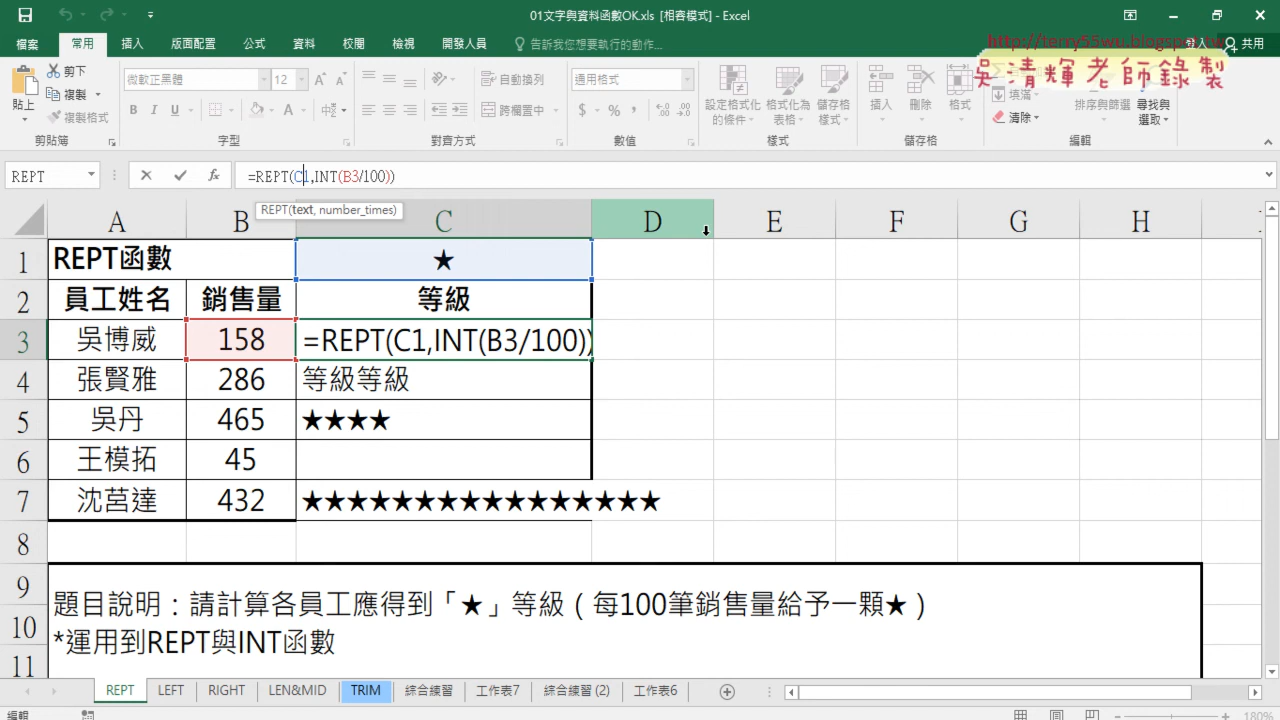 01文字與資料函數OK.xls [相容模式] - Excel
檔案 常用 插入 版面配置 公式 資料 校閱 檢視 開發人員 告訴我您想要執行的動作... 共用
http://terry55wu.blogspot.tw
吳清輝老師錄製
貼上 剪下 複製 複製格式
微軟正黑體 12
B I U A
自動換列 跨欄置中
通用格式
$ % ,
設定格式化的條件 格式化為表格 儲存格樣式
插入 刪除 格式
填滿 清除 排序與篩選 尋找與選取
剪貼簿 字型 對齊方式 數值 樣式 儲存格 編輯
REPT =REPT(C1,INT(B3/100))
REPT(text, number_times)
A B C D E F G H
1 REPT函數 ★
2 員工姓名 銷售量 等級
3 吳博威 158 =REPT(C1,INT(B3/100))
4 張賢雅 286 等級等級
5 吳丹 465 ★★★★
6 王模拓 45
7 沈莒達 432 ★★★★★★★★★★★★★★★★
8
9 題目說明：請計算各員工應得到「★」等級（每100筆銷售量給予一顆★）
10 *運用到REPT與INT函數
11
REPT LEFT RIGHT LEN&MID TRIM 綜合練習 工作表7 綜合練習 (2) 工作表6
編輯 180%